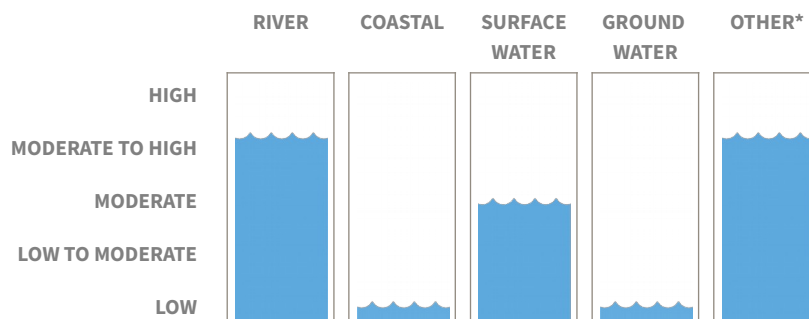 RIVER COASTAL SURFACE WATER GROUND WATER OTHER*
HIGH
MODERATE TO HIGH
MODERATE
LOW TO MODERATE
LOW